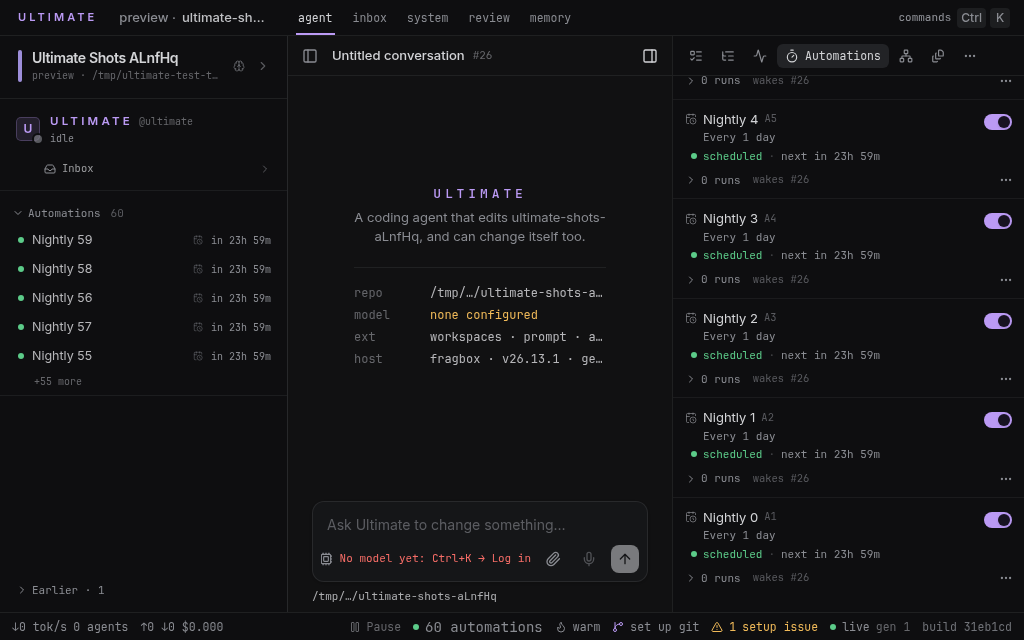 ULTIMATE preview · ultimate-sh… agent inbox system review memory commands Ctrl K
Ultimate Shots ALnfHq
preview · /tmp/ultimate-test-t…
U ULTIMATE @ultimate
idle
Inbox
Automations 60
Nightly 59 in 23h 59m
Nightly 58 in 23h 59m
Nightly 56 in 23h 59m
Nightly 57 in 23h 59m
Nightly 55 in 23h 59m
+55 more
Earlier · 1
Untitled conversation #26
ULTIMATE
A coding agent that edits ultimate-shots-
aLnfHq, and can change itself too.
repo /tmp/…/ultimate-shots-a…
model none configured
ext workspaces · prompt · a…
host fragbox · v26.13.1 · ge…
Ask Ultimate to change something…
No model yet: Ctrl+K → Log in
/tmp/…/ultimate-shots-aLnfHq
Automations
0 runs wakes #26
Nightly 4 A5
Every 1 day
scheduled · next in 23h 59m
0 runs wakes #26
Nightly 3 A4
Every 1 day
scheduled · next in 23h 59m
0 runs wakes #26
Nightly 2 A3
Every 1 day
scheduled · next in 23h 59m
0 runs wakes #26
Nightly 1 A2
Every 1 day
scheduled · next in 23h 59m
0 runs wakes #26
Nightly 0 A1
Every 1 day
scheduled · next in 23h 59m
0 runs wakes #26
↓0 tok/s 0 agents ↑0 ↓0 $0.000 Pause 60 automations warm set up git 1 setup issue live gen 1 build 31eb1cd